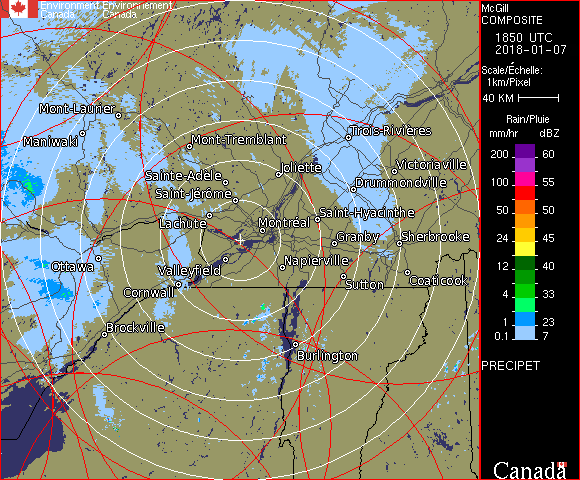 Environment Environnement
Canada Canada
McGill
COMPOSITE
1850 UTC
2018-01-07
Scale/Échelle:
1km/Pixel
40 KM
Rain/Pluie
mm/hr dBZ
200 60
100 55
50 50
24 45
12 40
4 33
1 23
0.1 7
PRECIPET
Canada
Mont-Laurier
Maniwaki
Mont-Tremblant
Trois-Rivières
Joliette
Sainte-Adèle
Saint-Jérôme
Victoriaville
Drummondville
Lachute
Montréal
Saint-Hyacinthe
Granby
Sherbrooke
Ottawa
Valleyfield
Napierville
Cornwall
Sutton
Coaticook
Brockville
Burlington